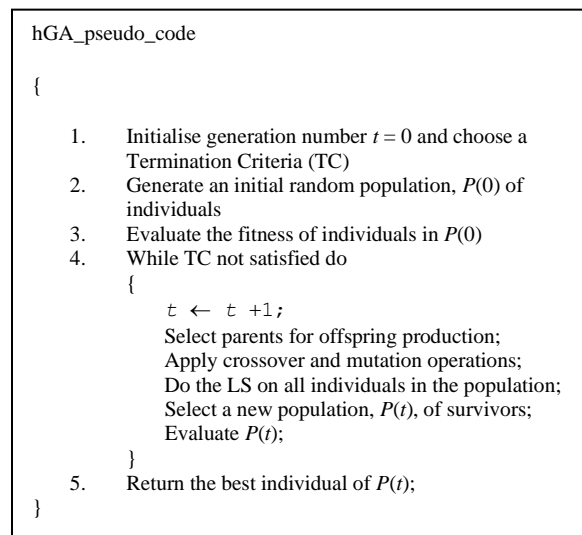 hGA_pseudo_code
{
1. Initialise generation number t = 0 and choose a
Termination Criteria (TC)
2. Generate an initial random population, P(0) of
individuals
3. Evaluate the fitness of individuals in P(0)
4. While TC not satisfied do
{
t ← t +1;
Select parents for offspring production;
Apply crossover and mutation operations;
Do the LS on all individuals in the population;
Select a new population, P(t), of survivors;
Evaluate P(t);
}
5. Return the best individual of P(t);
}